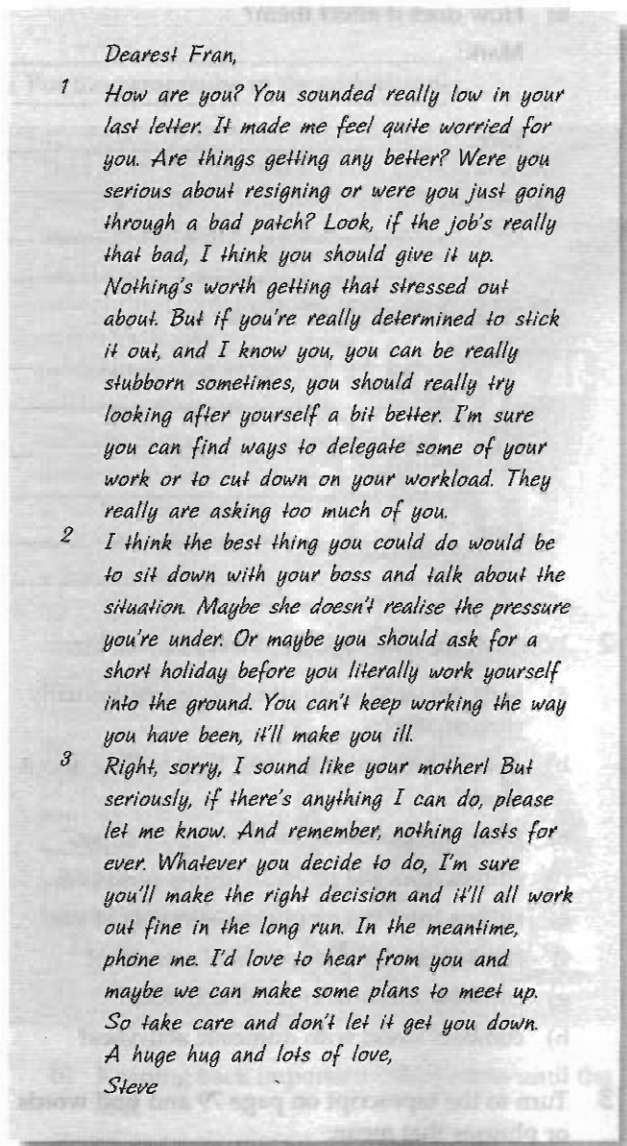 Dearest Fran,
1 How are you? You sounded really low in your
last letter. It made me feel quite worried for
you. Are things getting any better? Were you
serious about resigning or were you just going
through a bad patch? Look, if the job's really
that bad, I think you should give it up.
Nothing's worth getting that stressed out
about. But if you're really determined to stick
it out, and I know you, you can be really
stubborn sometimes, you should really try
looking after yourself a bit better. I'm sure
you can find ways to delegate some of your
work or to cut down on your workload. They
really are asking too much of you.
2 I think the best thing you could do would be
to sit down with your boss and talk about the
situation. Maybe she doesn't realise the pressure
you're under. Or maybe you should ask for a
short holiday before you literally work yourself
into the ground. You can't keep working the way
you have been, it'll make you ill.
3 Right, sorry, I sound like your mother! But
seriously, if there's anything I can do, please
let me know. And remember, nothing lasts for
ever. Whatever you decide to do, I'm sure
you'll make the right decision and it'll all work
out fine in the long run. In the meantime,
phone me. I'd love to hear from you and
maybe we can make some plans to meet up.
So take care and don't let it get you down.
A huge hug and lots of love,
Steve